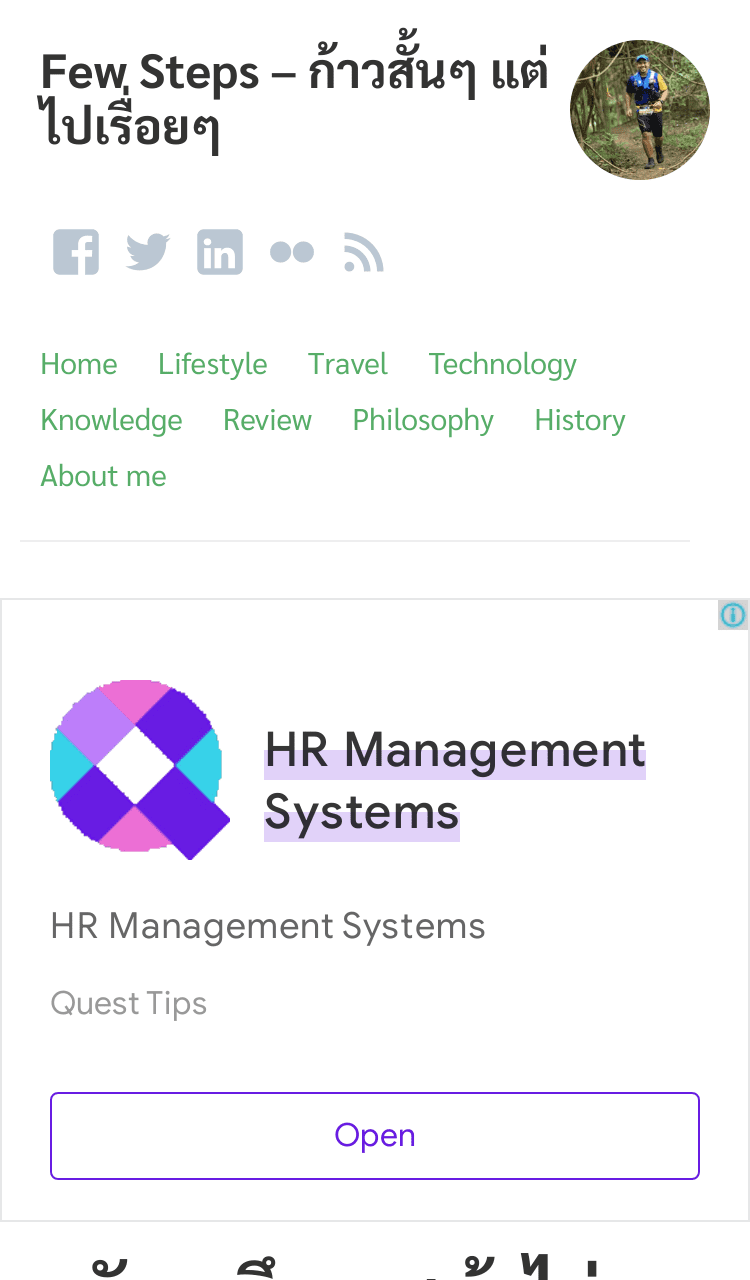 Few Steps – ก้าวสั้นๆ แต่
ไปเรื่อยๆ
Home Lifestyle Travel Technology
Knowledge Review Philosophy History
About me
HR Management
Systems
HR Management Systems
Quest Tips
Open